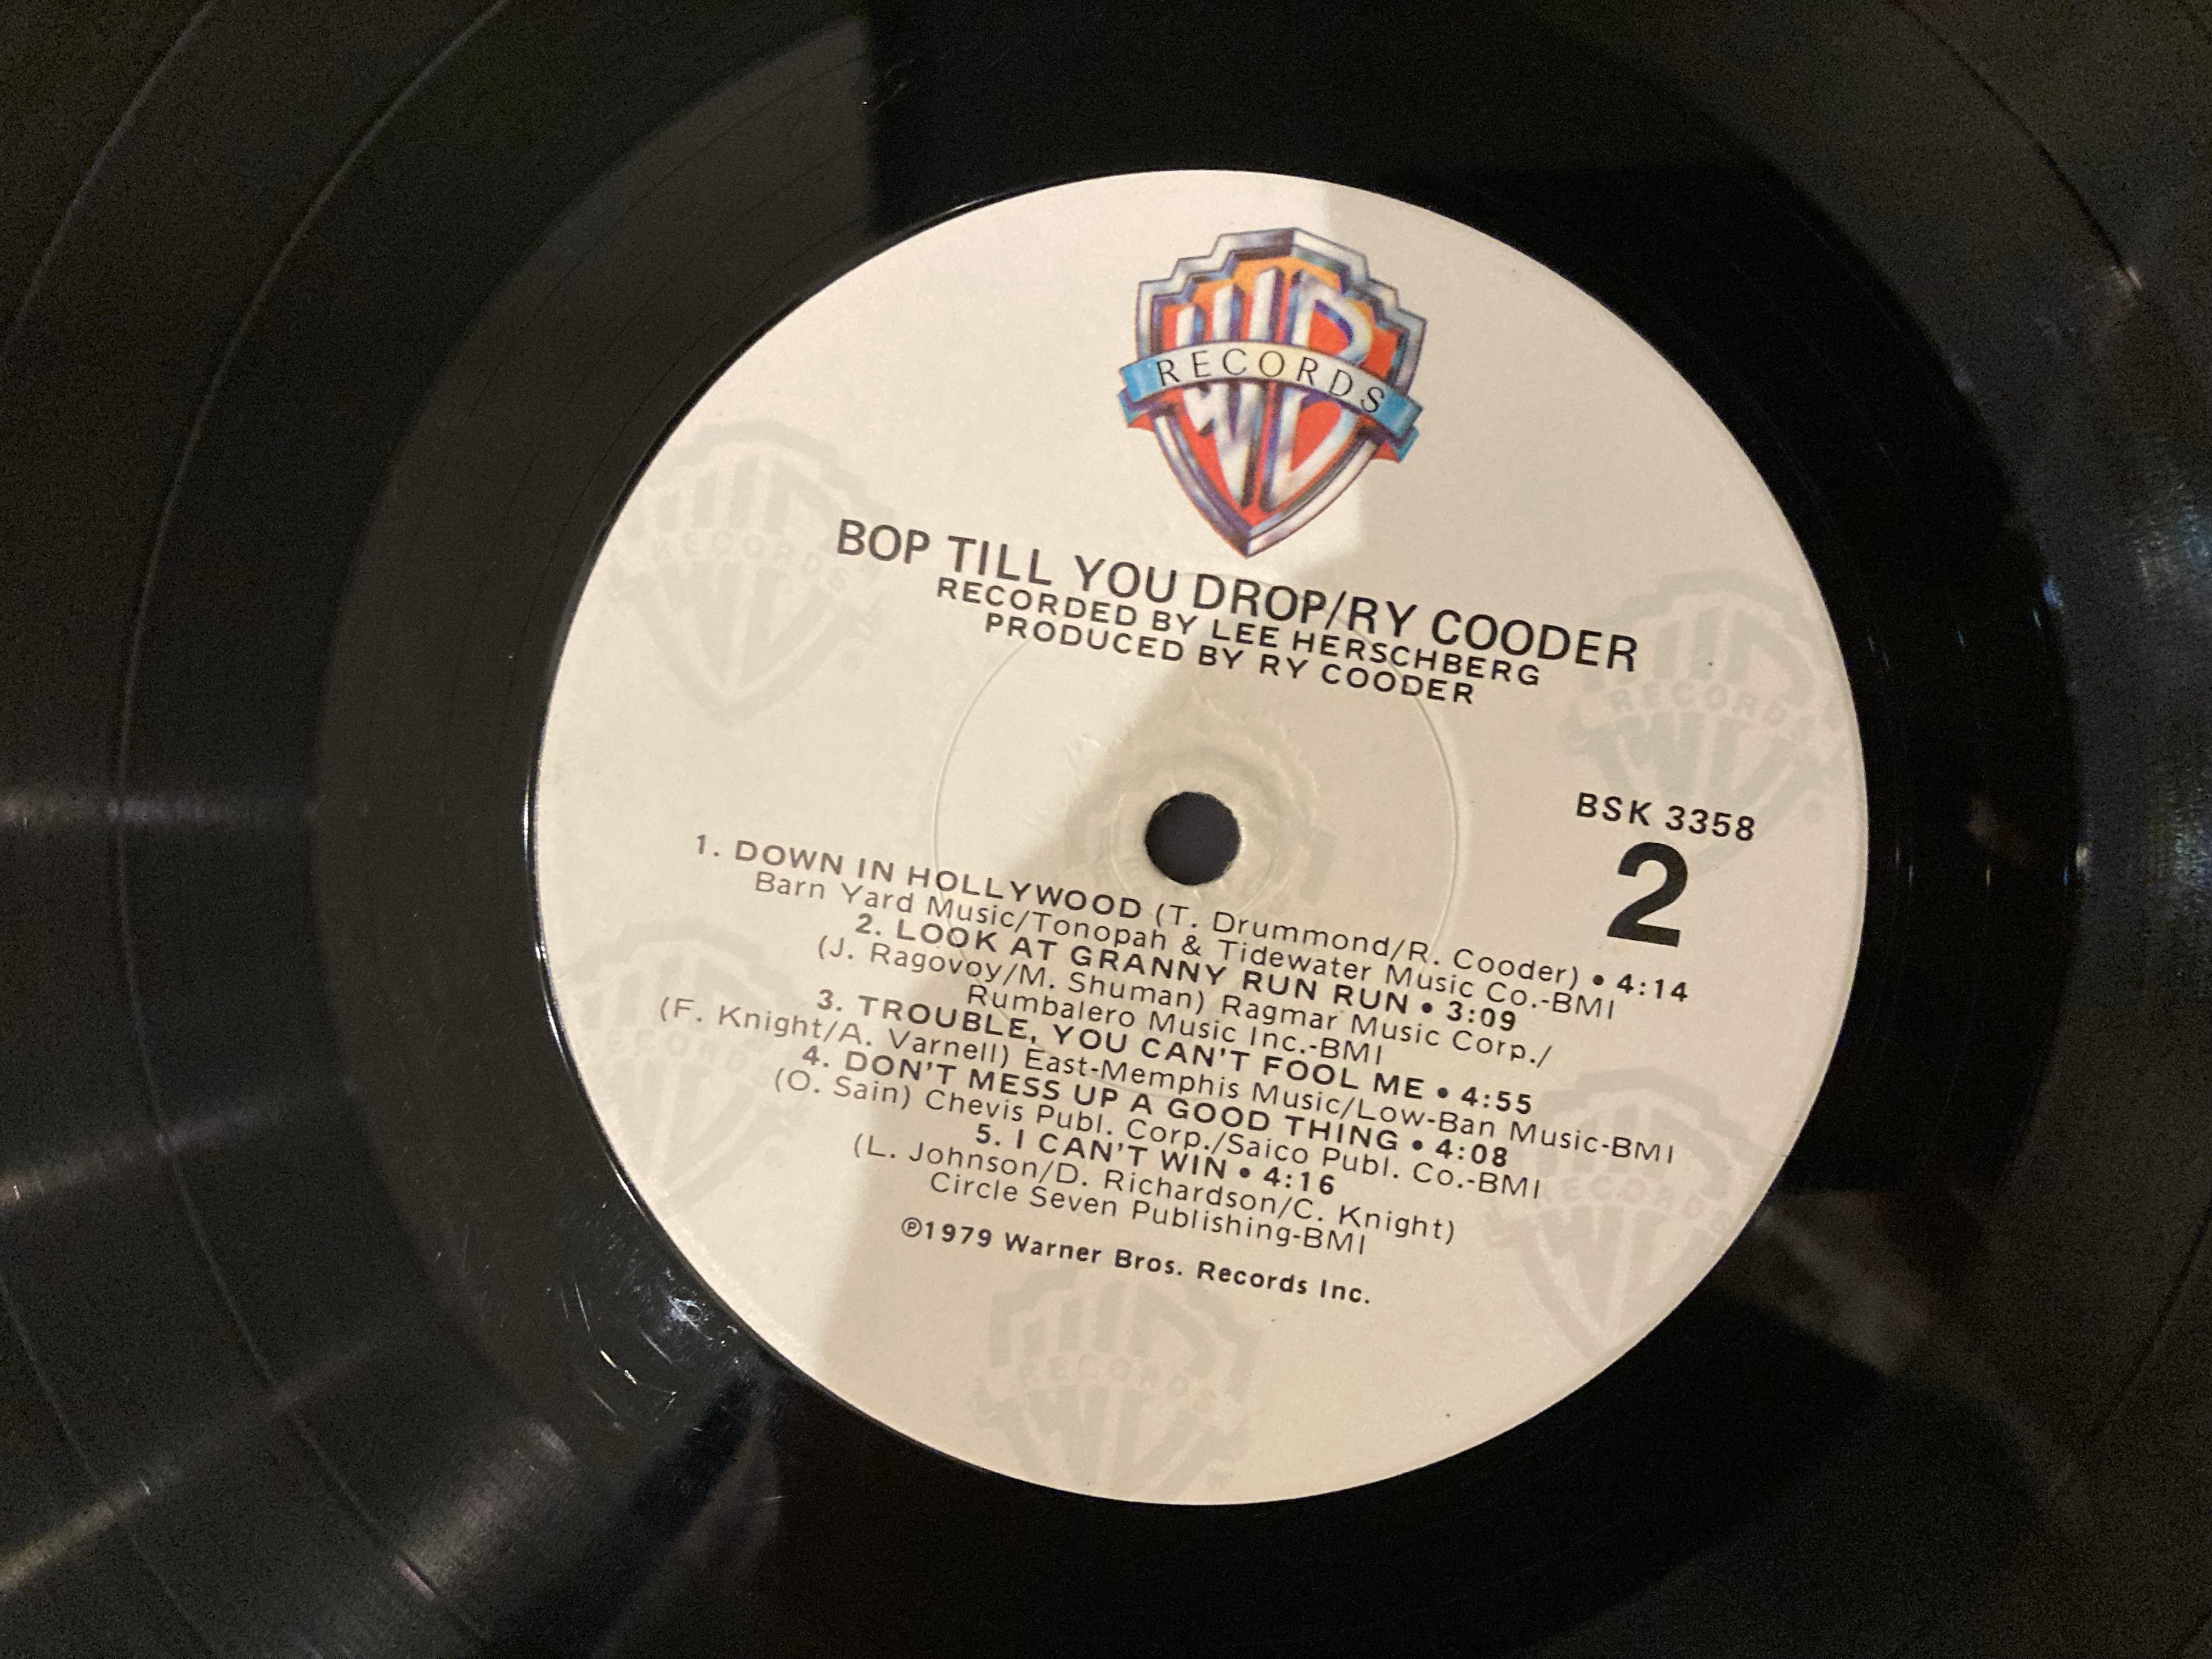 WB
RECORDS
BOP TILL YOU DROP/RY COODER
RECORDED BY LEE HERSCHBERG
PRODUCED BY RY COODER
BSK 3358
2
1. DOWN IN HOLLYWOOD (T. Drummond/R. Cooder) • 4:14
Barn Yard Music/Tonopah & Tidewater Music Co.-BMI
2. LOOK AT GRANNY RUN RUN • 3:09
(J. Ragovoy/M. Shuman) Ragmar Music Corp./
Rumbalero Music Inc.-BMI
3. TROUBLE, YOU CAN'T FOOL ME • 4:55
(F. Knight/A. Varnell) East-Memphis Music/Low-Ban Music-BMI
4. DON'T MESS UP A GOOD THING • 4:08
(O. Sain) Chevis Publ. Corp./Saico Publ. Co.-BMI
5. I CAN'T WIN • 4:16
(L. Johnson/D. Richardson/C. Knight)
Circle Seven Publishing-BMI
℗1979 Warner Bros. Records Inc.